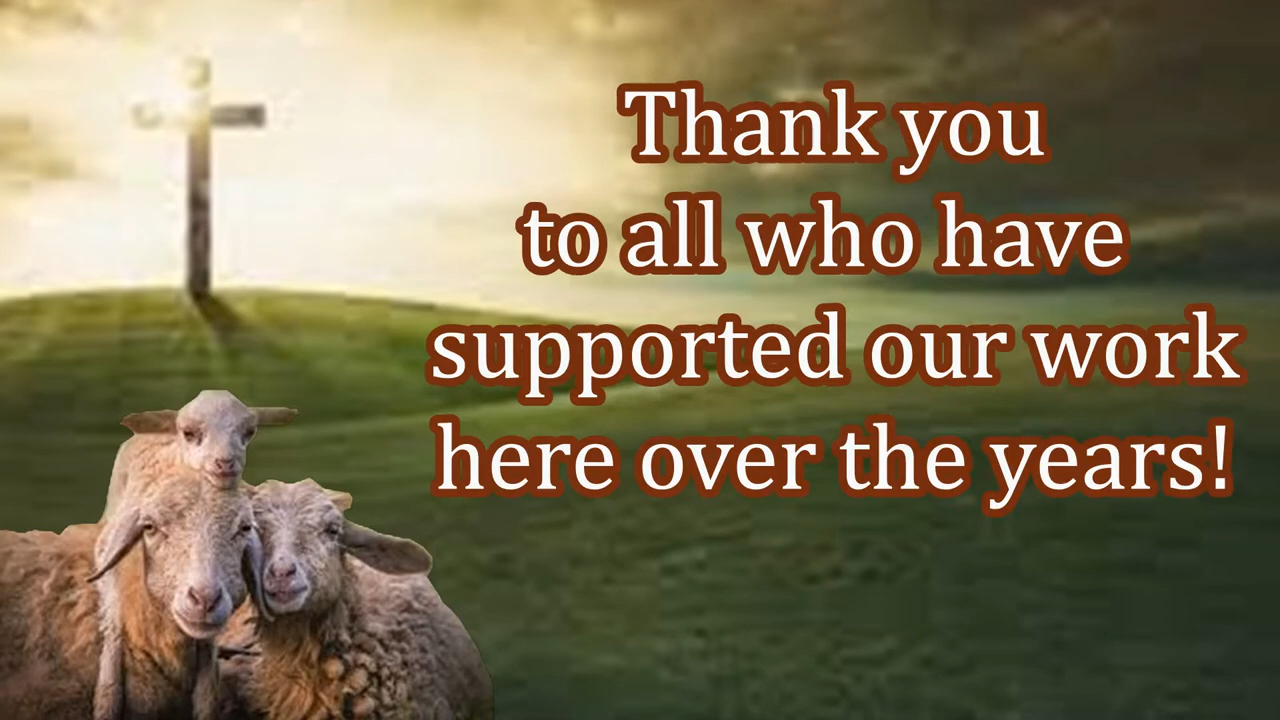 Thank you
to all who have
supported our work
here over the years!